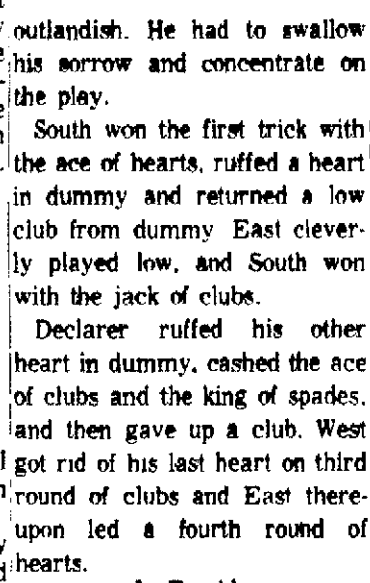 outlandish. He had to swallow
his sorrow and concentrate on
the play.
South won the first trick with
the ace of hearts, ruffed a heart
in dummy and returned a low
club from dummy East clever-
ly played low, and South won
with the jack of clubs.
Declarer ruffed his other
heart in dummy, cashed the ace
of clubs and the king of spades,
and then gave up a club. West
got rid of his last heart on third
round of clubs and East there-
upon led a fourth round of
hearts.